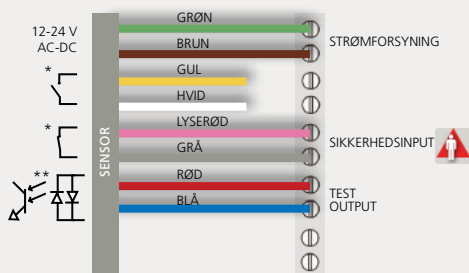 12-24 V
AC-DC
*
*
**
SENSOR
GRØN
BRUN
GUL
HVID
LYSERØD
GRÅ
RØD
BLÅ
STRØMFORSYNING
SIKKERHEDSINPUT
TEST
OUTPUT